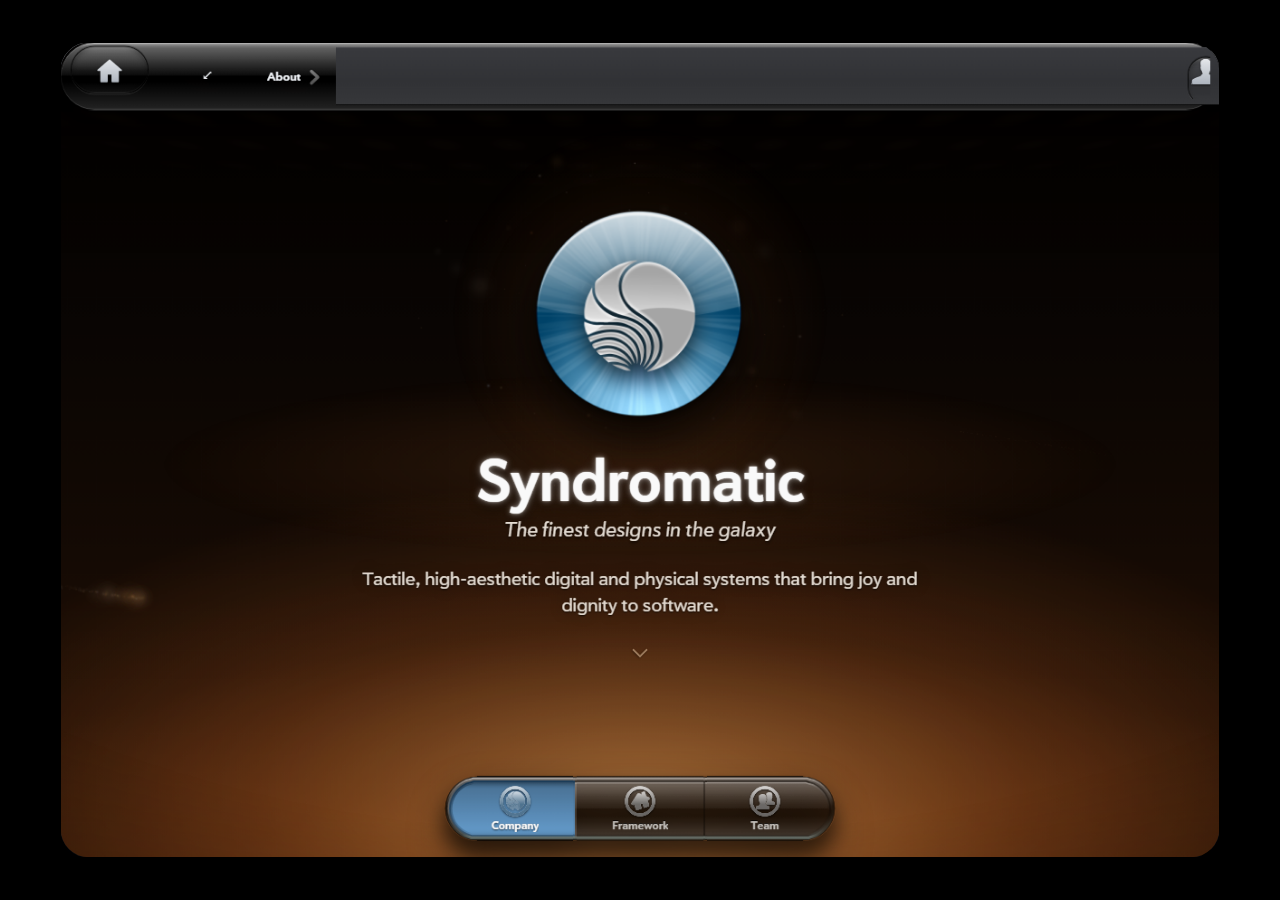 About
Syndromatic
The finest designs in the galaxy
Tactile, high-aesthetic digital and physical systems that bring joy and
dignity to software.
Company
Framework
Team